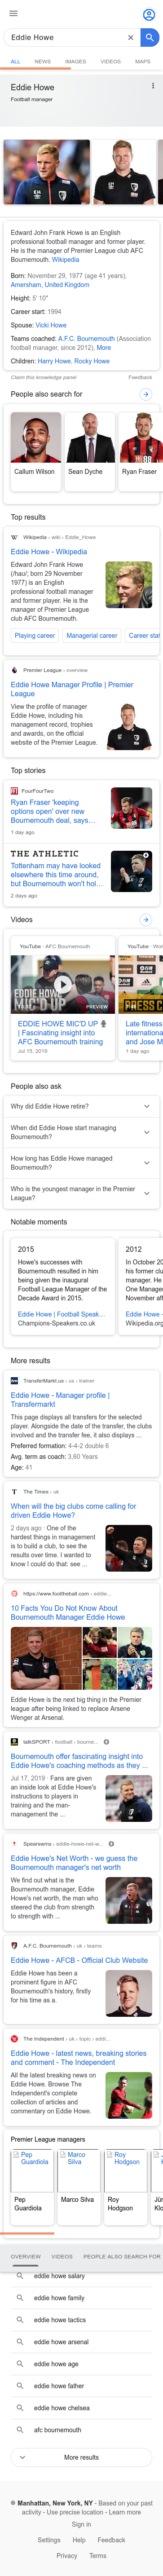 Eddie Howe
ALL NEWS IMAGES VIDEOS MAPS
Eddie Howe
Football manager
Edward John Frank Howe is an English
professional football manager and former player.
He is the manager of Premier League club AFC
Bournemouth. Wikipedia
Born: November 29, 1977 (age 41 years),
Amersham, United Kingdom
Height: 5' 10"
Career start: 1994
Spouse: Vicki Howe
Teams coached: A.F.C. Bournemouth (Association
football manager, since 2012), More
Children: Harry Howe, Rocky Howe
Claim this knowledge panel Feedback
People also search for
Callum Wilson Sean Dyche Ryan Fraser
Top results
Wikipedia › wiki › Eddie_Howe
Eddie Howe - Wikipedia
Edward John Frank Howe
(/haʊ/; born 29 November
1977) is an English
professional football manager
and former player. He is the
manager of Premier League
club AFC Bournemouth.
Playing career Managerial career Career stat
Premier League › overview
Eddie Howe Manager Profile | Premier
League
View the profile of manager
Eddie Howe, including his
management record, trophies
and awards, on the official
website of the Premier League.
Top stories
FourFourTwo
Ryan Fraser 'keeping
options open' over new
Bournemouth deal, says…
1 day ago
THE ATHLETIC
Tottenham may have looked
elsewhere this time around,
but Bournemouth won't hol…
2 days ago
Videos
YouTube · AFC Bournemouth YouTube · Wot
EDDIE HOWE
MIC'D UP
PREVIEW
PRESS C
EDDIE HOWE MIC'D UP 🎙
| Fascinating insight into
AFC Bournemouth training
Jul 15, 2019
Late fitness
internationa
and Jose M
1 day ago
People also ask
Why did Eddie Howe retire?
When did Eddie Howe start managing
Bournemouth?
How long has Eddie Howe managed
Bournemouth?
Who is the youngest manager in the Premier
League?
Notable moments
2015
Howe's successes with
Bournemouth resulted in him
being given the inaugural
Football League Manager of the
Decade Award in 2015.
Eddie Howe | Football Speak…
Champions-Speakers.co.uk
2012
In October 20
his former clu
manager. He
One Manager
November aft
Eddie Howe -
Wikipedia.org
More results
TransferMarkt.us › uk › trainer
Eddie Howe - Manager profile |
Transfermarkt
This page displays all transfers for the selected
player. Alongside the date of transfer, the clubs
involved and the transfer fee, it also displays ...
Preferred formation: 4-4-2 double 6
Avg. term as coach: 3,60 Years
Age: 41
The Times › uk
When will the big clubs come calling for
driven Eddie Howe?
2 days ago · One of the
hardest things in management
is to build a club, to see the
results over time. I wanted to
know I could do that: see ...
https://www.footiheball.com › eddie...
10 Facts You Do Not Know About
Bournemouth Manager Eddie Howe
Eddie Howe is the next big thing in the Premier
league after being linked to replace Arsene
Wenger at Arsenal.
talkSPORT › football › bourne...
Bournemouth offer fascinating insight into
Eddie Howe's coaching methods as they ...
Jul 17, 2019 · Fans are given
an inside look at Eddie Howe's
instructions to players in
training and the man-
management the ...
Spearswms › eddie-howe-net-w...
Eddie Howe's Net Worth - we guess the
Bournemouth manager's net worth
We find out what is the
Bournemouth manager, Eddie
Howe's net worth, the man who
steered the club from strength
to strength with ...
A.F.C. Bournemouth › uk › teams
Eddie Howe - AFCB - Official Club Website
Eddie Howe has been a
prominent figure in AFC
Bournemouth's history, firstly
for his time as a.
The Independent › uk › topic › eddi...
Eddie Howe - latest news, breaking stories
and comment - The Independent
All the latest breaking news on
Eddie Howe. Browse The
Independent's complete
collection of articles and
commentary on Eddie Howe.
Premier League managers
Pep Guardiola Marco Silva Roy Hodgson
Pep Guardiola Marco Silva Roy Hodgson Jür Klo
OVERVIEW VIDEOS PEOPLE ALSO SEARCH FOR
eddie howe salary
eddie howe family
eddie howe tactics
eddie howe arsenal
eddie howe age
eddie howe father
eddie howe chelsea
afc bournemouth
More results
Manhattan, New York, NY - Based on your past
activity - Use precise location - Learn more
Sign in
Settings Help Feedback
Privacy Terms